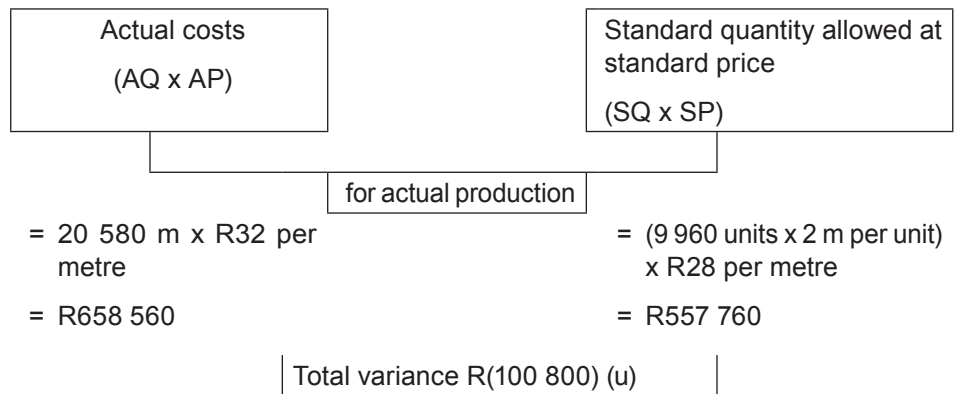 Actual costs
(AQ x AP)
Standard quantity allowed at
standard price
(SQ x SP)
for actual production
= 20 580 m x R32 per
metre
= R658 560
= (9 960 units x 2 m per unit)
x R28 per metre
= R557 760
Total variance R(100 800) (u)